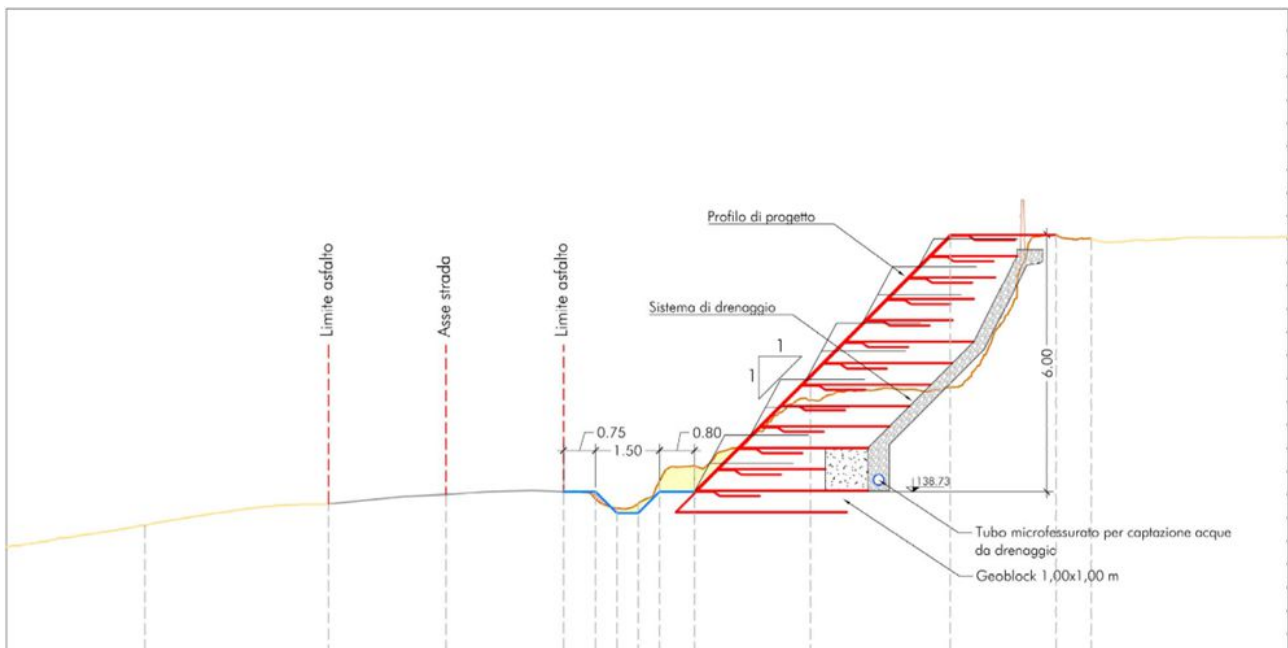 Limite asfalto
Asse strada
Limite asfalto
Profilo di progetto
Sistema di drenaggio
1
1
6.00
0.75
1.50
0.80
138.73
Tubo microfessurato per captazione acque
da drenaggio
Geoblock 1,00x1,00 m